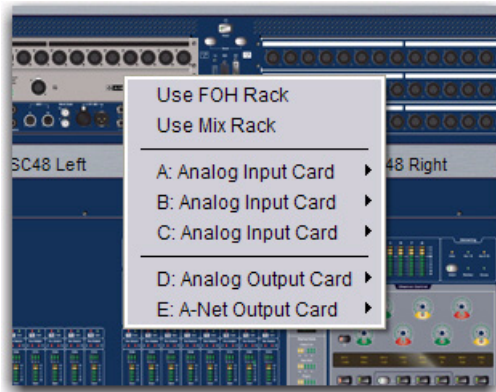 Use FOH Rack
Use Mix Rack
SC48 Left
48 Right
A: Analog Input Card
B: Analog Input Card
C: Analog Input Card
D: Analog Output Card
E: A-Net Output Card